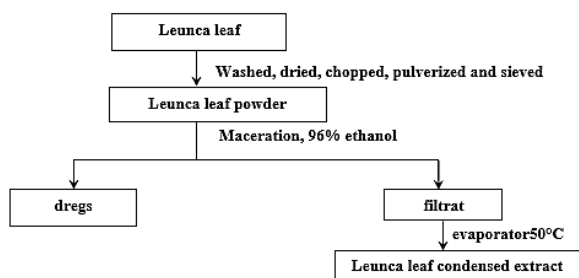 Leunca leaf
Washed, dried, chopped, pulverized and sieved
Leunca leaf powder
Maceration, 96% ethanol
dregs
filtrat
evaporator50°C
Leunca leaf condensed extract